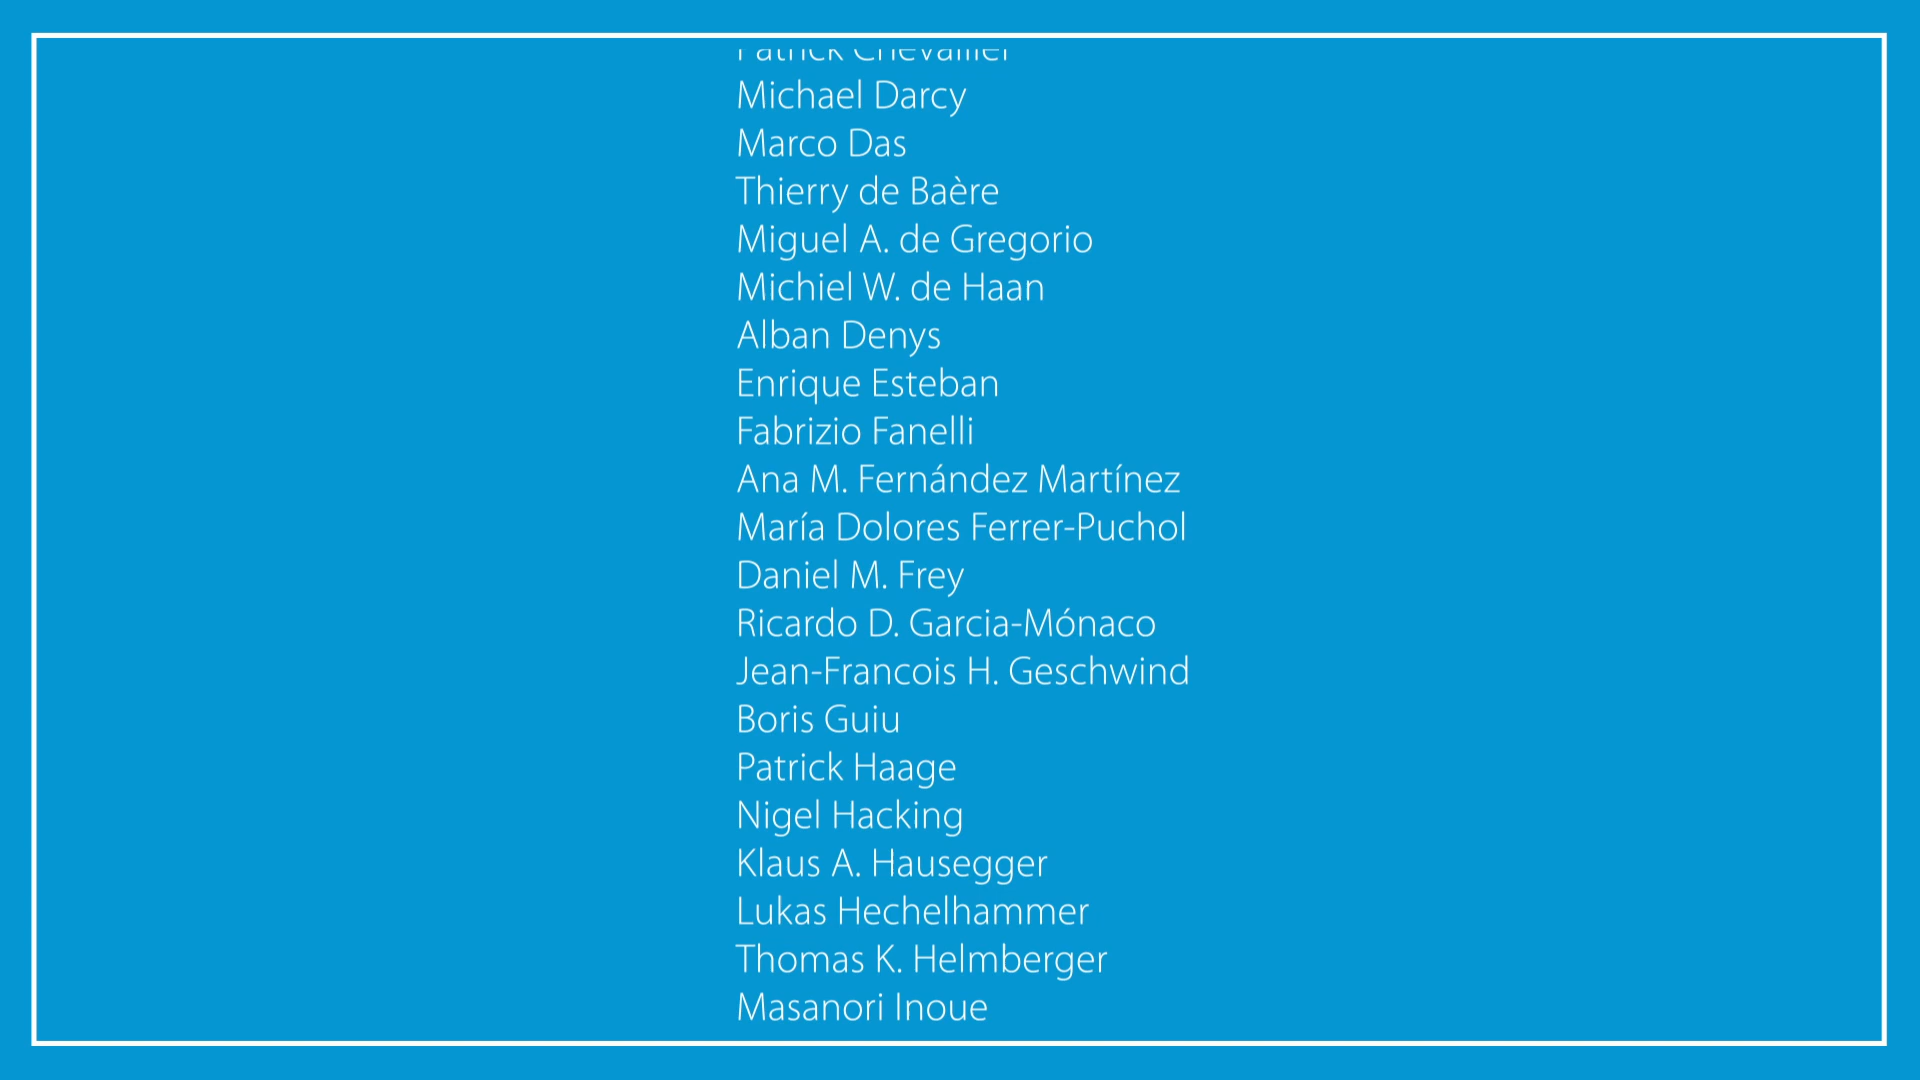 Patrick Chevallier
Michael Darcy
Marco Das
Thierry de Baère
Miguel A. de Gregorio
Michiel W. de Haan
Alban Denys
Enrique Esteban
Fabrizio Fanelli
Ana M. Fernández Martínez
María Dolores Ferrer-Puchol
Daniel M. Frey
Ricardo D. Garcia-Mónaco
Jean-Francois H. Geschwind
Boris Guiu
Patrick Haage
Nigel Hacking
Klaus A. Hausegger
Lukas Hechelhammer
Thomas K. Helmberger
Masanori Inoue